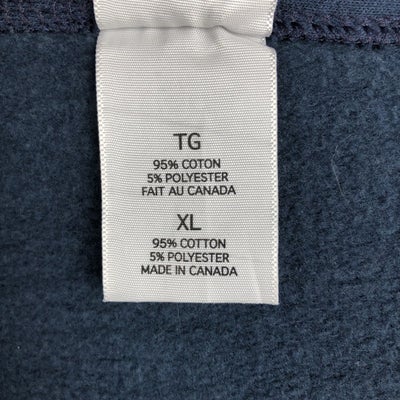 TG
95% COTON
5% POLYESTER
FAIT AU CANADA
XL
95% COTTON
5% POLYESTER
MADE IN CANADA